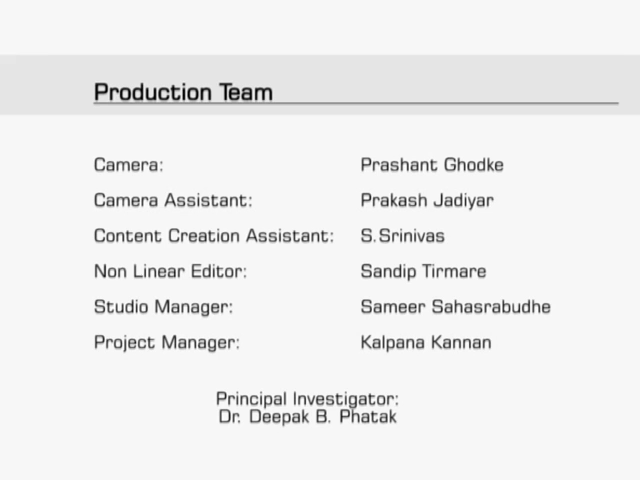 Production Team
Camera: Prashant Ghodke
Camera Assistant: Prakash Jadiyar
Content Creation Assistant: S.Srinivas
Non Linear Editor: Sandip Tirmare
Studio Manager: Sameer Sahasrabudhe
Project Manager: Kalpana Kannan
Principal Investigator:
Dr. Deepak B. Phatak